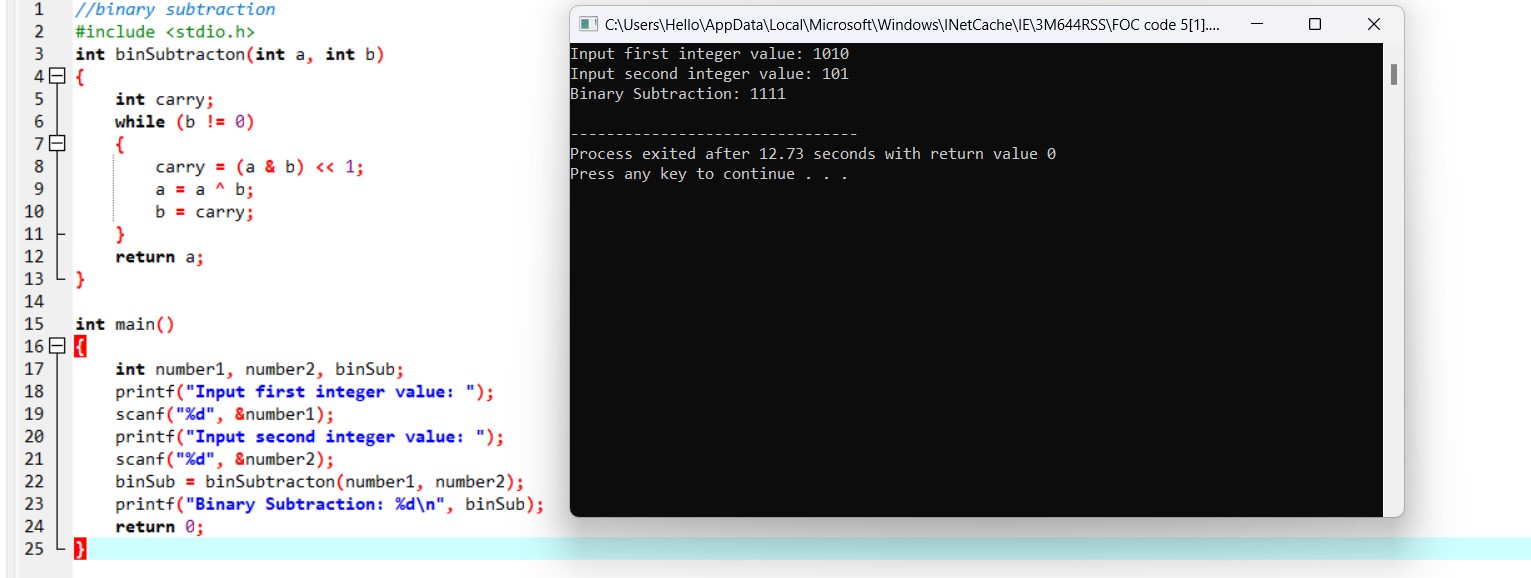 1 //binary subtraction
2 #include <stdio.h>
3 int binSubtracton(int a, int b)
4 {
5 int carry;
6 while (b != 0)
7 {
8 carry = (a & b) << 1;
9 a = a ^ b;
10 b = carry;
11 }
12 return a;
13 }
14
15 int main()
16 {
17 int number1, number2, binSub;
18 printf("Input first integer value: ");
19 scanf("%d", &number1);
20 printf("Input second integer value: ");
21 scanf("%d", &number2);
22 binSub = binSubtracton(number1, number2);
23 printf("Binary Subtraction: %d\n", binSub);
24 return 0;
25 }
C:\Users\Hello\AppData\Local\Microsoft\Windows\INetCache\IE\3M644RSS\FOC code 5[1]....
Input first integer value: 1010
Input second integer value: 101
Binary Subtraction: 1111
--------------------------------
Process exited after 12.73 seconds with return value 0
Press any key to continue . . .